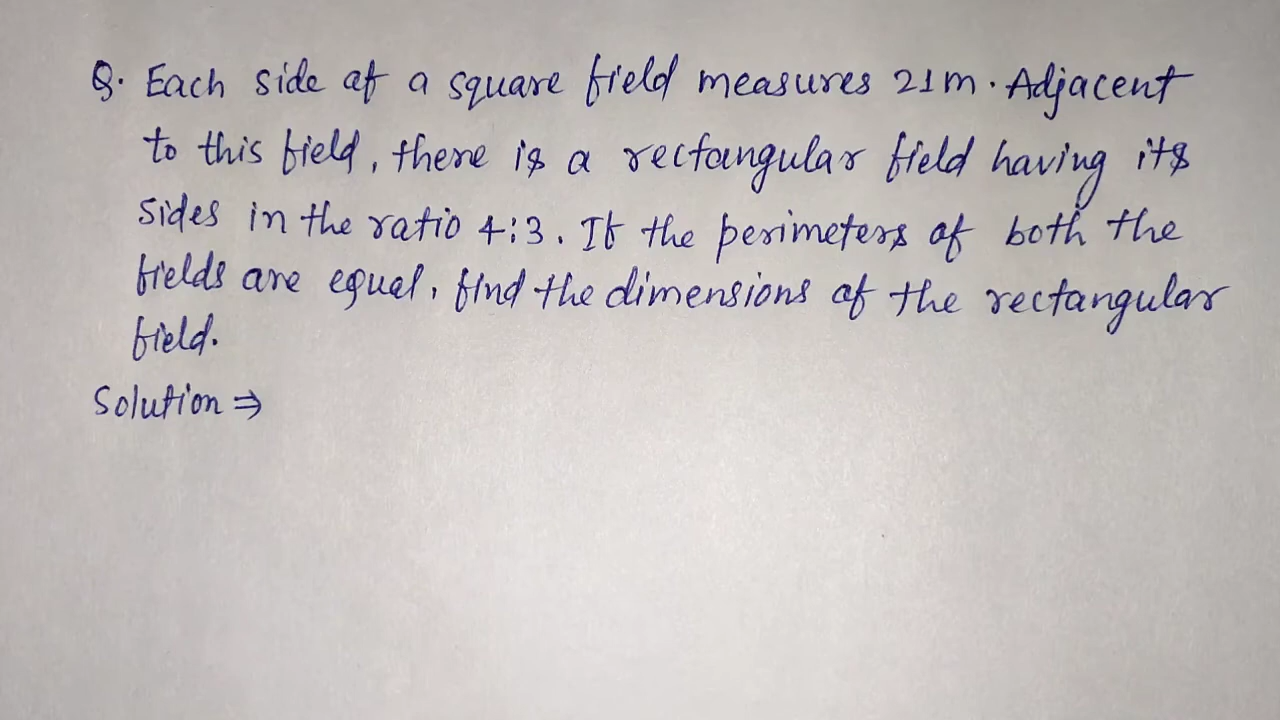 Q. Each side of a square field measures 21m. Adjacent
to this field, there is a rectangular field having its
sides in the ratio 4:3. If the perimeters of both the
fields are equal, find the dimensions of the rectangular
field.
Solution ⇒